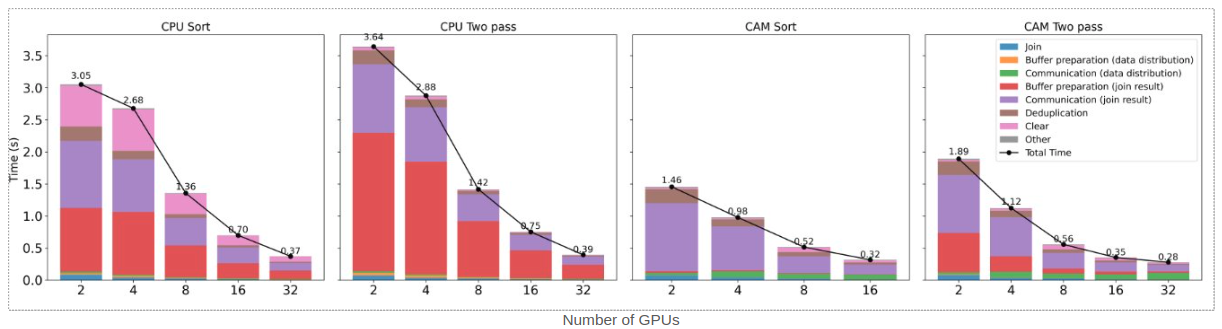 CPU Sort
CPU Two pass
CAM Sort
CAM Two pass
Time (s)
3.5
3.0
2.5
2.0
1.5
1.0
0.5
0.0
3.05
2.68
1.36
0.70
0.37
2 4 8 16 32
3.64
2.88
1.42
0.75
0.39
2 4 8 16 32
1.46
0.98
0.52
0.32
2 4 8 16
Join
Buffer preparation (data distribution)
Communication (data distribution)
Buffer preparation (join result)
Communication (join result)
Deduplication
Clear
Other
Total Time
1.89
1.12
0.56
0.35
0.28
2 4 8 16 32
Number of GPUs